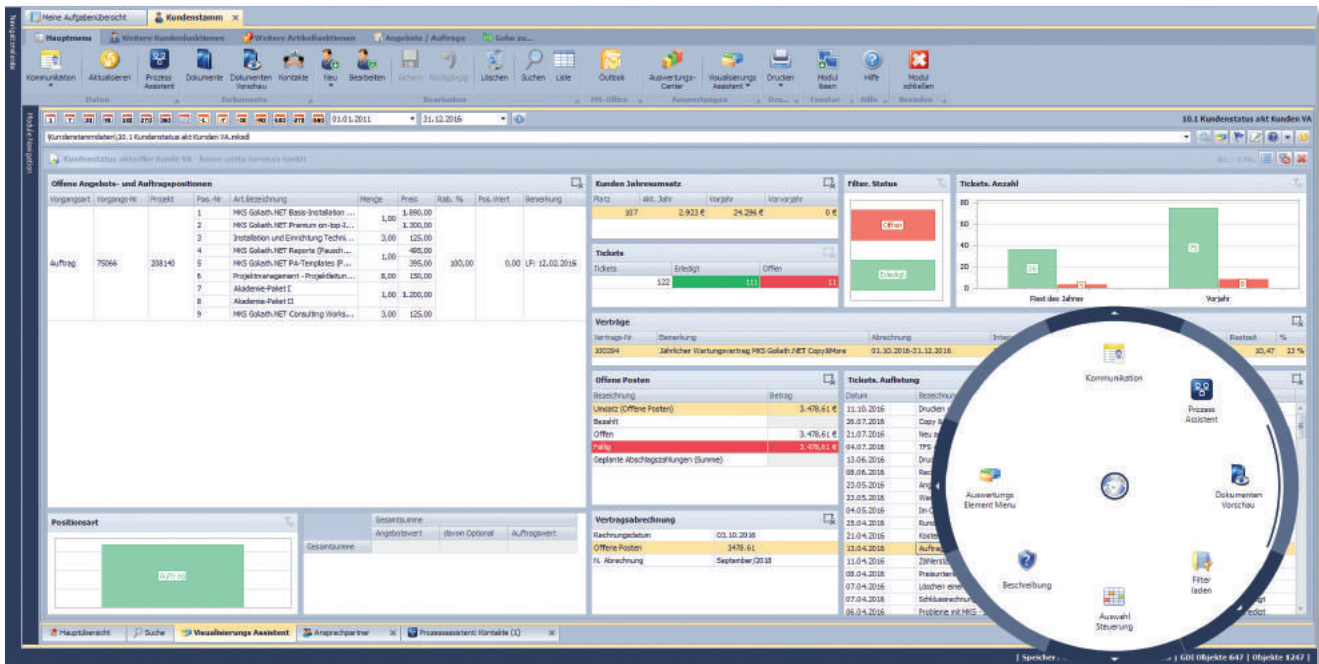 Meine Aufgabenübersicht
Kundenstamm
Navigationsleiste
Hauptmenü
Weitere Kundenfunktionen
Weitere Artikelfunktionen
Angebote / Aufträge
Gehe zu...
Kommunikation
Aktualisieren
Prozess Assistent
Dokumente
Dokumenten Vorschau
Kontakte
Neu
Bearbeiten
Sichern
Rückgängig
Löschen
Suchen
Liste
Outlook
Auswertungs-Center
Visualisierungs Assistent
Drucken
Modul lösen
Hilfe
Modul schließen
Daten
Dokumente
Bearbeiten
MS-Office
Auswertungen
Dru...
Fenster
Hilfe
Beenden
Module Navigation
01.01.2011
31.12.2016
10.1 Kundenstatus akt Kunden VA
Offene Angebots- und Auftragspositionen
Vorgangsart Vorgangs-Nr Projekt Pos.-Nr Art.Bezeichnung Menge Preis Rab. % Pos.Wert Bemerkung
Auftrag 75066 208140 100,00 0,00 LF: 12.02.2016
1 MKS Goliath.NET Basis-Installation ... 1,00 1.890,00
2 MKS Goliath.NET Premium on-top-I... 1.300,00
3 Installation und Einrichtung Techni... 3,00 125,00
4 MKS Goliath.NET Reports (Pausch... 1,00 495,00
5 MKS Goliath.NET PA-Templates (P... 395,00
6 Projektmanagement - Projektleitun... 8,00 150,00
7 Akademie-Paket I 1,00 1.200,00
8 Akademie-Paket II
9 MKS Goliath.NET Consulting Works... 3,00 125,00
Kunden Jahresumsatz
Platz Akt. Jahr Vorjahr Vorvorjahr
107 2.923 € 24.296 € 0 €
Tickets
Tickets Erledigt Offen
122 111 11
Filter. Status
Offen
Erledigt
Tickets. Anzahl
80
60
40
20
0
36
75
Rest des Jahres
Vorjahr
Verträge
Vertrags-Nr Bemerkung Abrechnung Restzeit %
100284 Jährlicher Wartungsvertrag MKS Goliath.NET Copy&More 01.10.2016-31.12.2016 10,47 13 %
Offene Posten
Bezeichnung Betrag
Umsatz (Offene Posten) 3.478,61 €
Bezahlt
Offen 3.478,61 €
Fällig 3.478,61 €
Geplante Abschlagszahlungen (Summe)
Vertragsabrechnung
Rechnungsdatum 03.10.2016
Offene Posten 3478.61
N. Abrechnung September/2018
Tickets. Auflistung
Datum
11.10.2016 Drucken
26.07.2016
21.07.2016
04.07.2016
13.06.2016
08.06.2016
23.05.2016
23.05.2016
04.05.2016
25.04.2016
21.04.2016
13.04.2016
11.04.2016
08.04.2016
07.04.2016 Löschen
07.04.2016
06.04.2016 Probleme mit MKS
Positionsart
Auftrag
Gesamtsumme
Angebotswert davon Optional Auftragswert
Gesamtsumme
Kommunikation
Prozess Assistent
Dokumenten Vorschau
Filter laden
Auswahl Steuerung
Beschreibung
Auswertungs Element Menu
Hauptübersicht
Suche
Visualisierungs Assistent
Ansprechpartner
Prozessassistent: Kontakte (1)
| GDI Objekte 647 | Objekte 1247 |